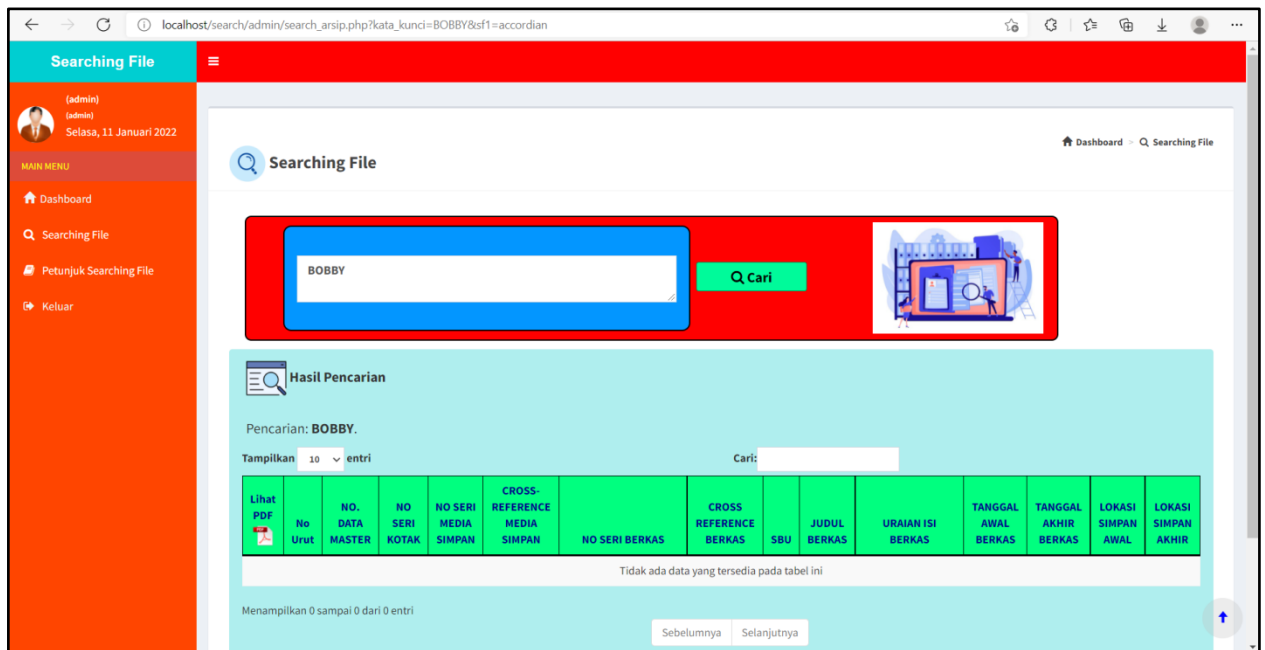 localhost/search/admin/search_arsip.php?kata_kunci=BOBBY&sf1=accordian
Searching File
(admin)
(admin)
Selasa, 11 Januari 2022
MAIN MENU
Dashboard
Searching File
Petunjuk Searching File
Keluar
Dashboard > Searching File
Searching File
BOBBY
Cari
Hasil Pencarian
Pencarian: BOBBY.
Tampilkan 10 entri
Cari:
Lihat PDF
No Urut
NO. DATA MASTER
NO SERI KOTAK
NO SERI MEDIA SIMPAN
CROSS-REFERENCE MEDIA SIMPAN
NO SERI BERKAS
CROSS REFERENCE BERKAS
SBU
JUDUL BERKAS
URAIAN ISI BERKAS
TANGGAL AWAL BERKAS
TANGGAL AKHIR BERKAS
LOKASI SIMPAN AWAL
LOKASI SIMPAN AKHIR
Tidak ada data yang tersedia pada tabel ini
Menampilkan 0 sampai 0 dari 0 entri
Sebelumnya Selanjutnya